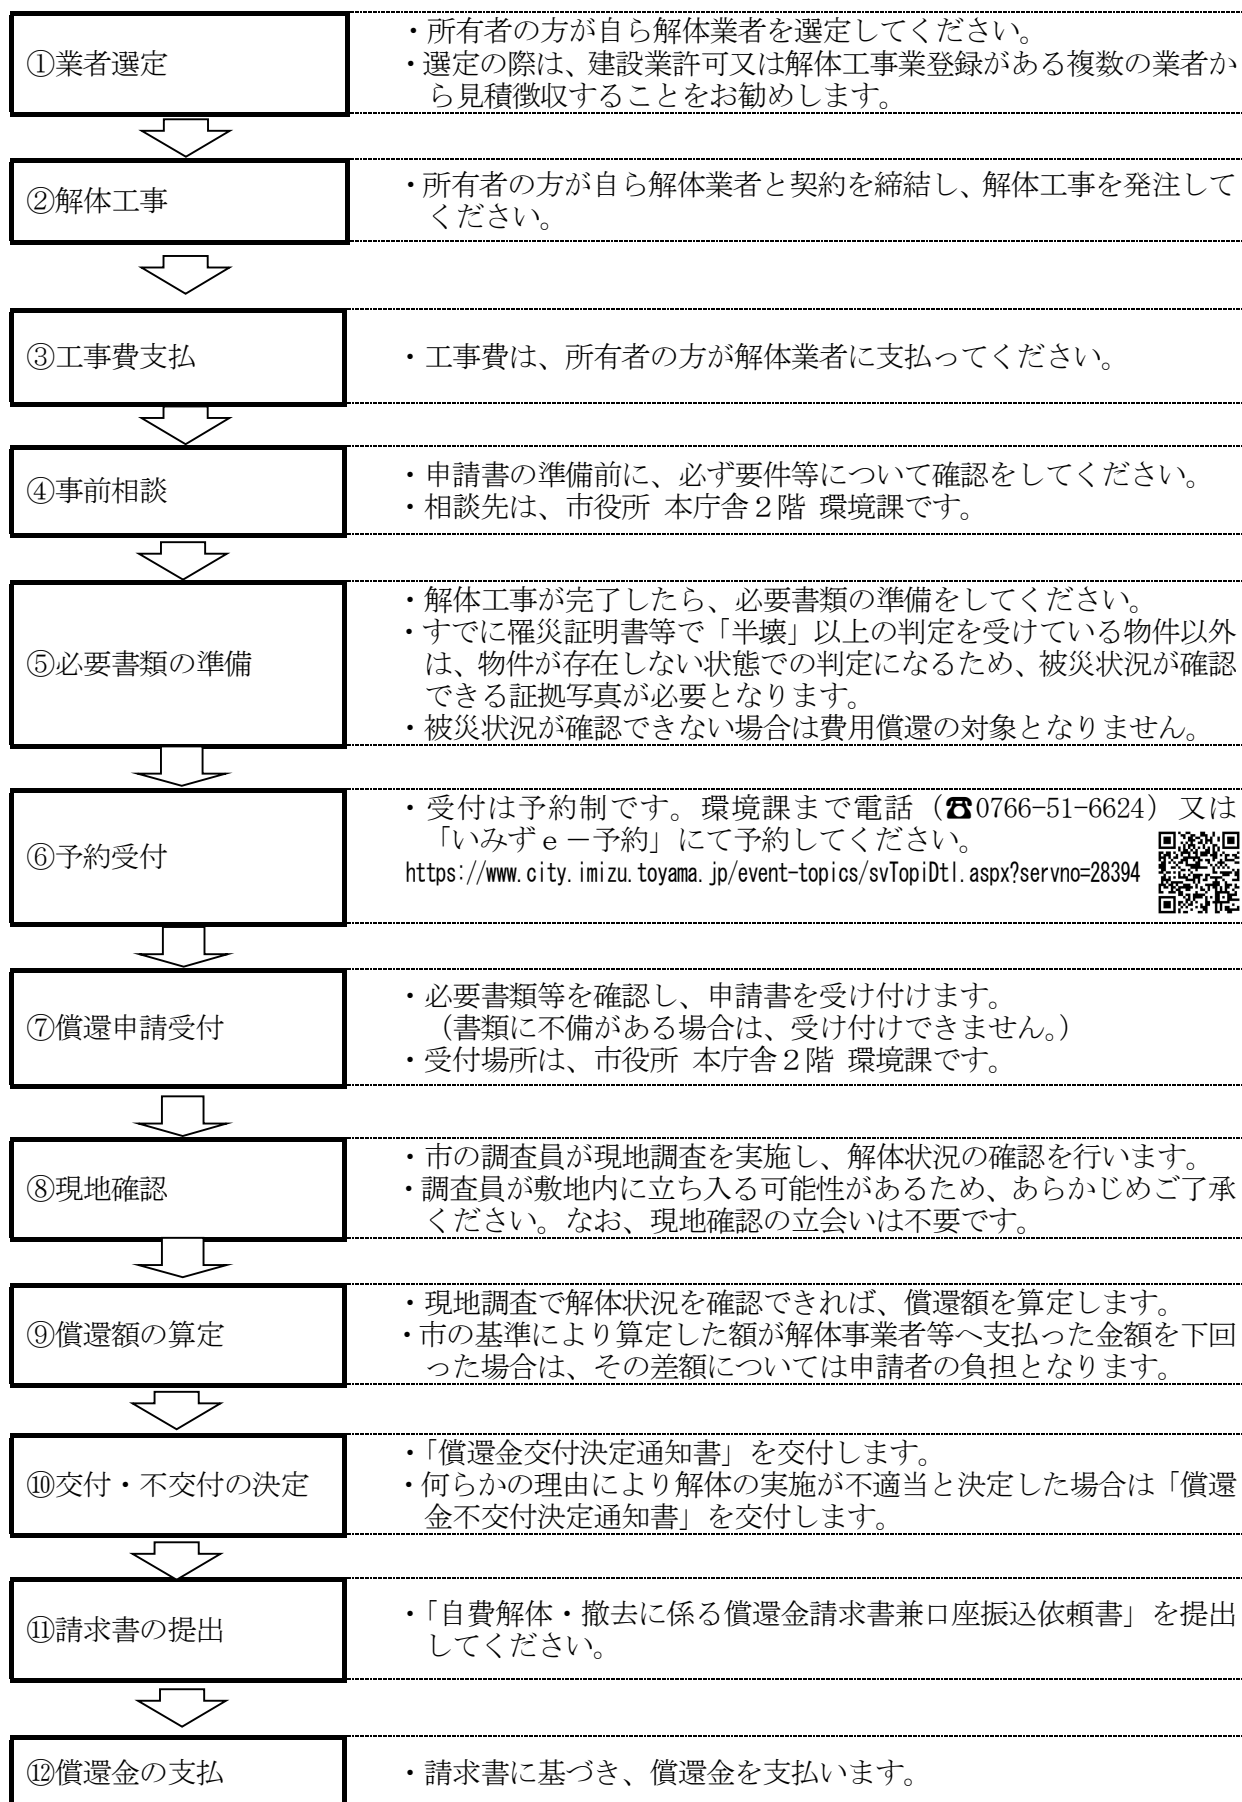 ①業者選定
・所有者の方が自ら解体業者を選定してください。
・選定の際は、建設業許可又は解体工事業登録がある複数の業者か
ら見積徴収することをお勧めします。
②解体工事
・所有者の方が自ら解体業者と契約を締結し、解体工事を発注して
ください。
③工事費支払
・工事費は、所有者の方が解体業者に支払ってください。
④事前相談
・申請書の準備前に、必ず要件等について確認をしてください。
・相談先は、市役所 本庁舎２階 環境課です。
⑤必要書類の準備
・解体工事が完了したら、必要書類の準備をしてください。
・すでに罹災証明書等で「半壊」以上の判定を受けている物件以外
は、物件が存在しない状態での判定になるため、被災状況が確認
できる証拠写真が必要となります。
・被災状況が確認できない場合は費用償還の対象となりません。
⑥予約受付
・受付は予約制です。環境課まで電話（☎0766-51-6624）又は
「いみずｅ－予約」にて予約してください。
https://www.city.imizu.toyama.jp/event-topics/svTopiDtl.aspx?servno=28394
⑦償還申請受付
・必要書類等を確認し、申請書を受け付けます。
（書類に不備がある場合は、受け付けできません。）
・受付場所は、市役所 本庁舎２階 環境課です。
⑧現地確認
・市の調査員が現地調査を実施し、解体状況の確認を行います。
・調査員が敷地内に立ち入る可能性があるため、あらかじめご了承
ください。なお、現地確認の立会いは不要です。
⑨償還額の算定
・現地調査で解体状況を確認できれば、償還額を算定します。
・市の基準により算定した額が解体事業者等へ支払った金額を下回
った場合は、その差額については申請者の負担となります。
⑩交付・不交付の決定
・「償還金交付決定通知書」を交付します。
・何らかの理由により解体の実施が不適当と決定した場合は「償還
金不交付決定通知書」を交付します。
⑪請求書の提出
・「自費解体・撤去に係る償還金請求書兼口座振込依頼書」を提出
してください。
⑫償還金の支払
・請求書に基づき、償還金を支払います。